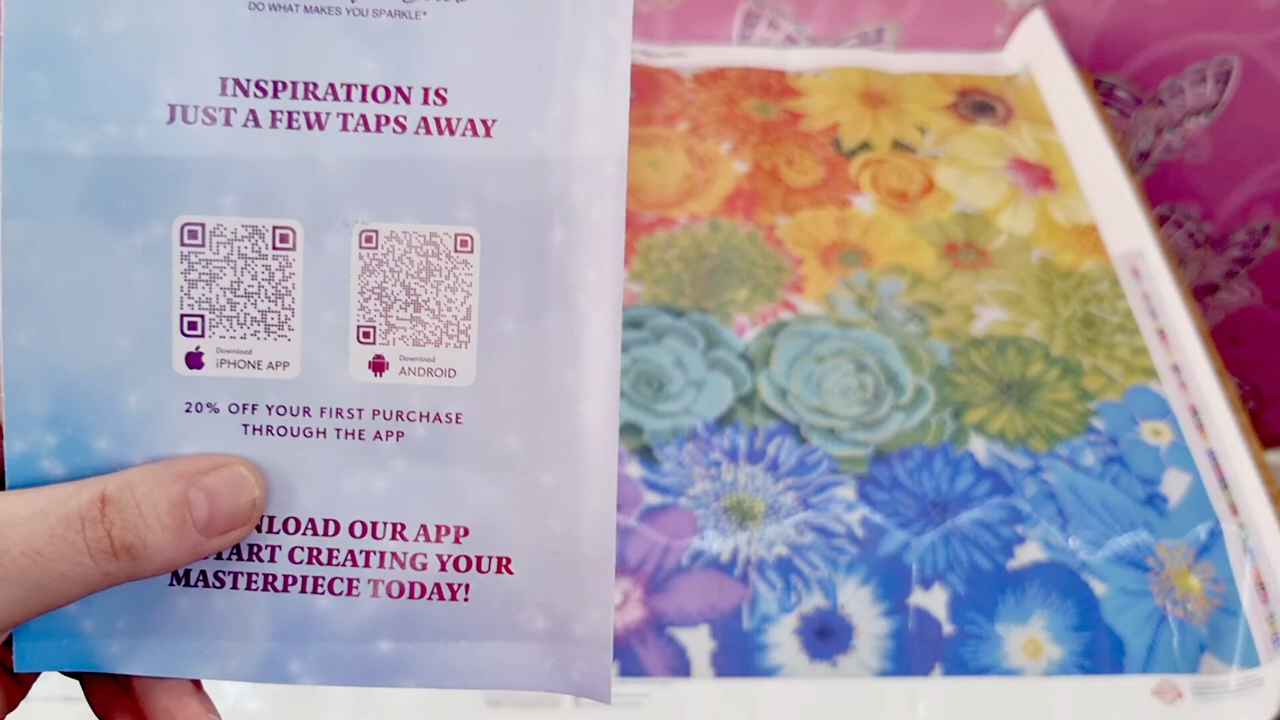 DO WHAT MAKES YOU SPARKLE*
INSPIRATION IS
JUST A FEW TAPS AWAY
Download
iPHONE APP
Download
ANDROID
20% OFF YOUR FIRST PURCHASE
THROUGH THE APP
NLOAD OUR APP
START CREATING YOUR
MASTERPIECE TODAY!